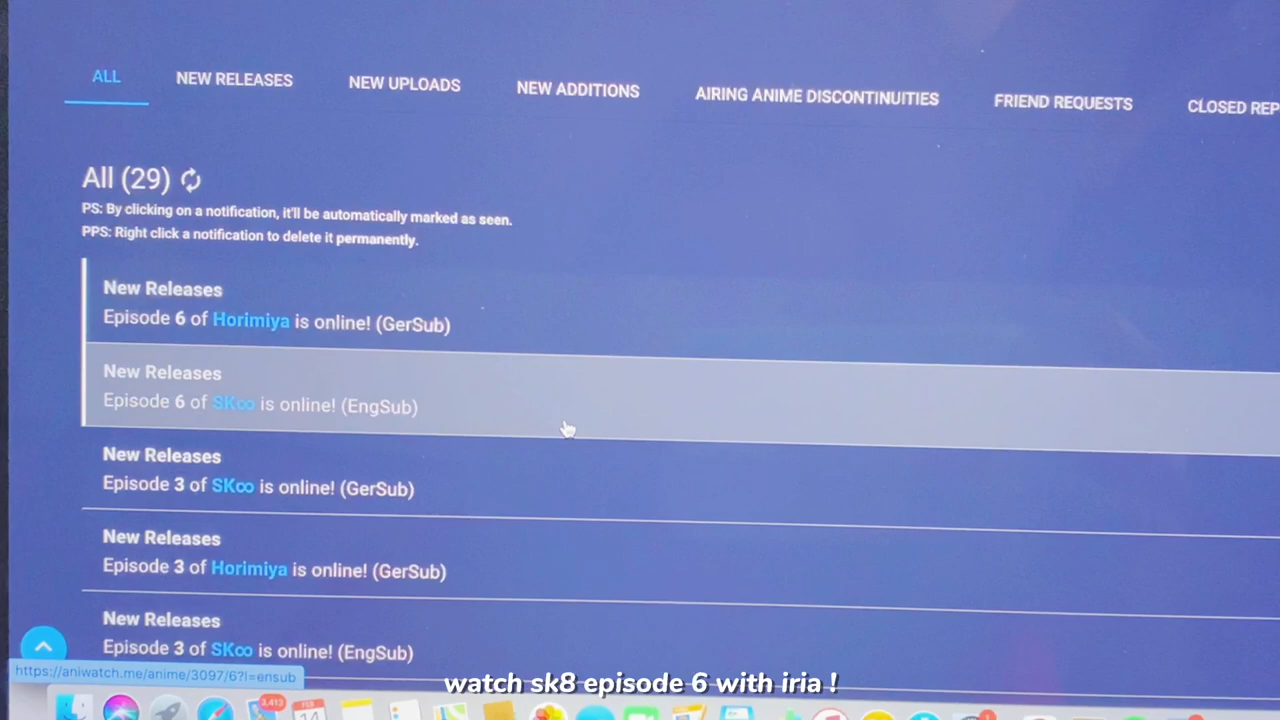 ALL NEW RELEASES NEW UPLOADS NEW ADDITIONS AIRING ANIME DISCONTINUITIES FRIEND REQUESTS CLOSED REP
All (29)
PS: By clicking on a notification, it'll be automatically marked as seen.
PPS: Right click a notification to delete it permanently.
New Releases
Episode 6 of Horimiya is online! (GerSub)
New Releases
Episode 6 of SK∞ is online! (EngSub)
New Releases
Episode 3 of SK∞ is online! (GerSub)
New Releases
Episode 3 of Horimiya is online! (GerSub)
New Releases
Episode 3 of SK∞ is online! (EngSub)
https://aniwatch.me/anime/3097/6?l=ensub
watch sk8 episode 6 with iria !
3,413
FEB
14